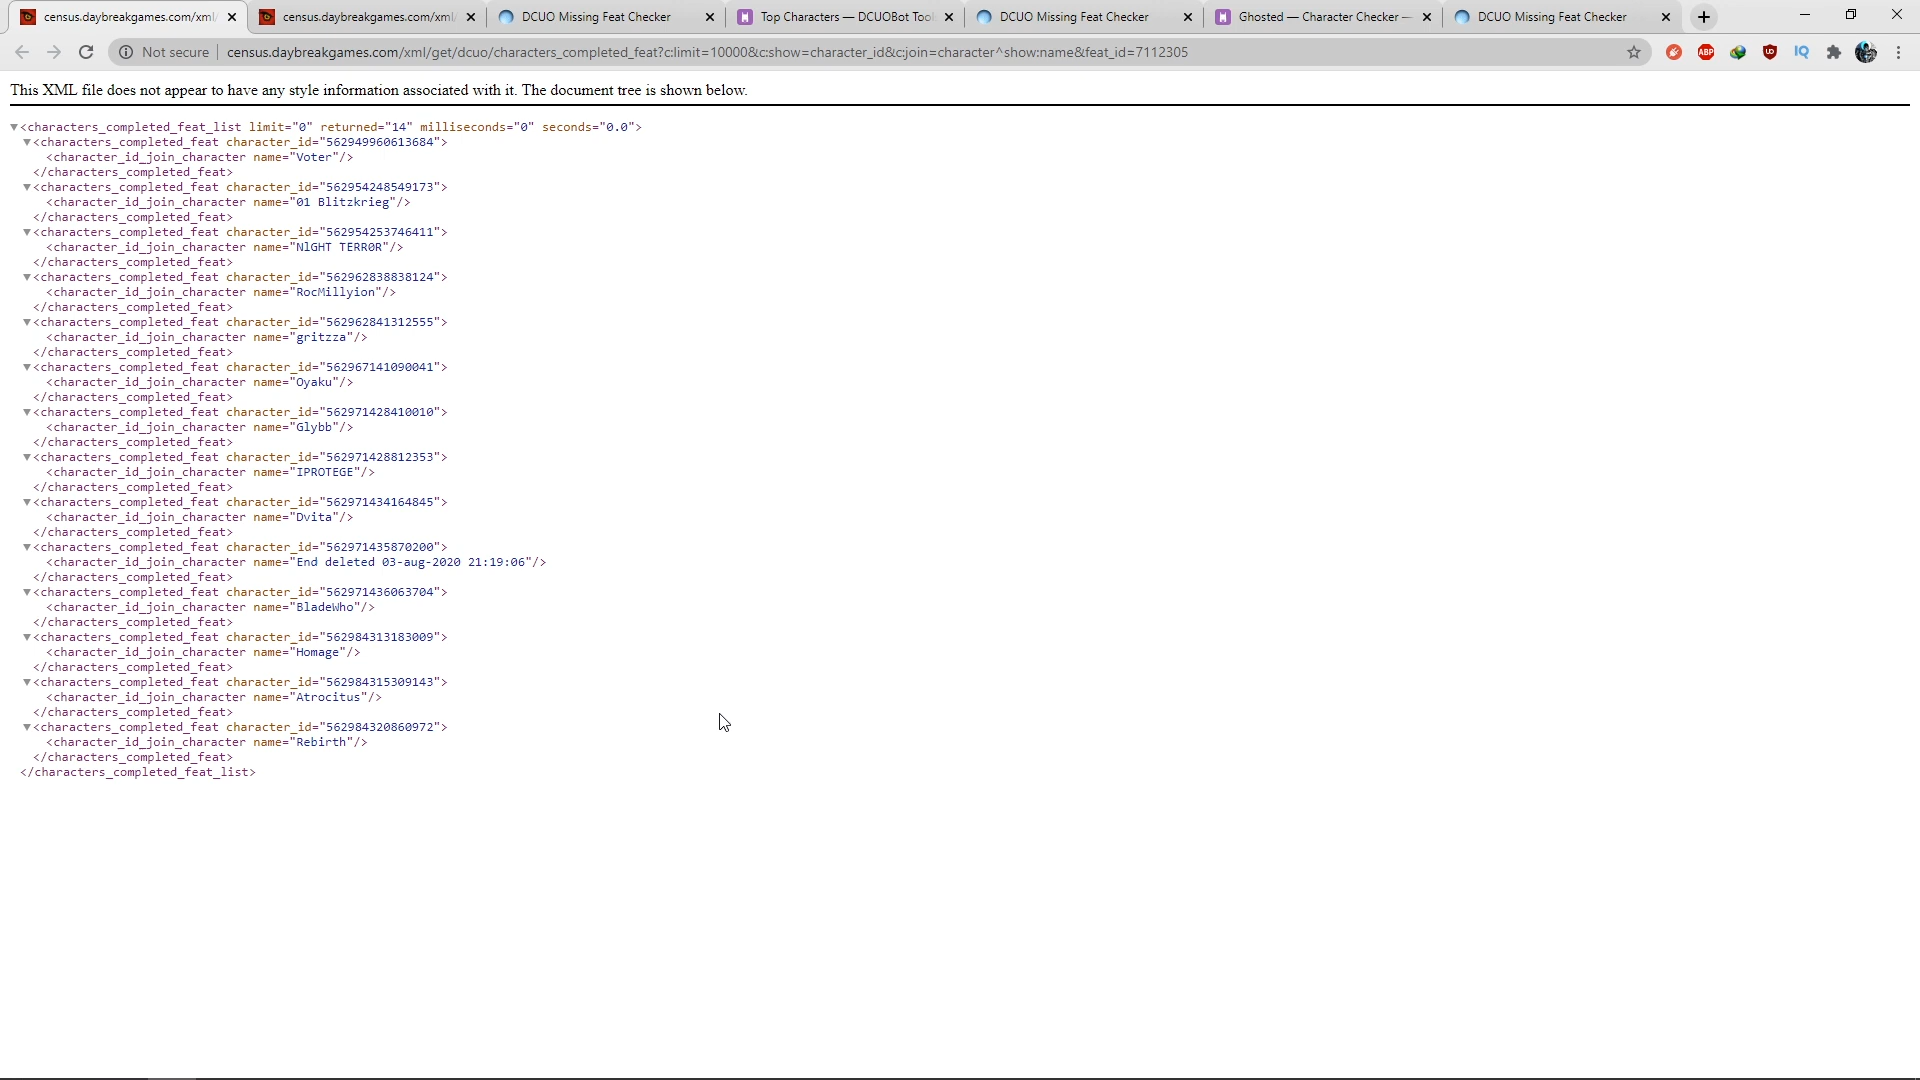 census.daybreakgames.com/xml/
census.daybreakgames.com/xml/
DCUO Missing Feat Checker
Top Characters — DCUOBot Too
DCUO Missing Feat Checker
Ghosted — Character Checker —
DCUO Missing Feat Checker
Not secure
census.daybreakgames.com/xml/get/dcuo/characters_completed_feat?c:limit=10000&c:show=character_id&c:join=character^show:name&feat_id=7112305
ABP
UD
IQ
This XML file does not appear to have any style information associated with it. The document tree is shown below.
<characters_completed_feat_list limit="0" returned="14" milliseconds="0" seconds="0.0">
<characters_completed_feat character_id="562949960613684">
<character_id_join_character name="Voter"/>
</characters_completed_feat>
<characters_completed_feat character_id="562954248549173">
<character_id_join_character name="01 Blitzkrieg"/>
</characters_completed_feat>
<characters_completed_feat character_id="562954253746411">
<character_id_join_character name="NlGHT TERR0R"/>
</characters_completed_feat>
<characters_completed_feat character_id="562962838838124">
<character_id_join_character name="RocMillyion"/>
</characters_completed_feat>
<characters_completed_feat character_id="562962841312555">
<character_id_join_character name="gritzza"/>
</characters_completed_feat>
<characters_completed_feat character_id="562967141090041">
<character_id_join_character name="Oyaku"/>
</characters_completed_feat>
<characters_completed_feat character_id="562971428410010">
<character_id_join_character name="Glybb"/>
</characters_completed_feat>
<characters_completed_feat character_id="562971428812353">
<character_id_join_character name="IPROTEGE"/>
</characters_completed_feat>
<characters_completed_feat character_id="562971434164845">
<character_id_join_character name="Dvita"/>
</characters_completed_feat>
<characters_completed_feat character_id="562971435870200">
<character_id_join_character name="End deleted 03-aug-2020 21:19:06"/>
</characters_completed_feat>
<characters_completed_feat character_id="562971436063704">
<character_id_join_character name="BladeWho"/>
</characters_completed_feat>
<characters_completed_feat character_id="562984313183009">
<character_id_join_character name="Homage"/>
</characters_completed_feat>
<characters_completed_feat character_id="562984315309143">
<character_id_join_character name="Atrocitus"/>
</characters_completed_feat>
<characters_completed_feat character_id="562984320860972">
<character_id_join_character name="Rebirth"/>
</characters_completed_feat>
</characters_completed_feat_list>